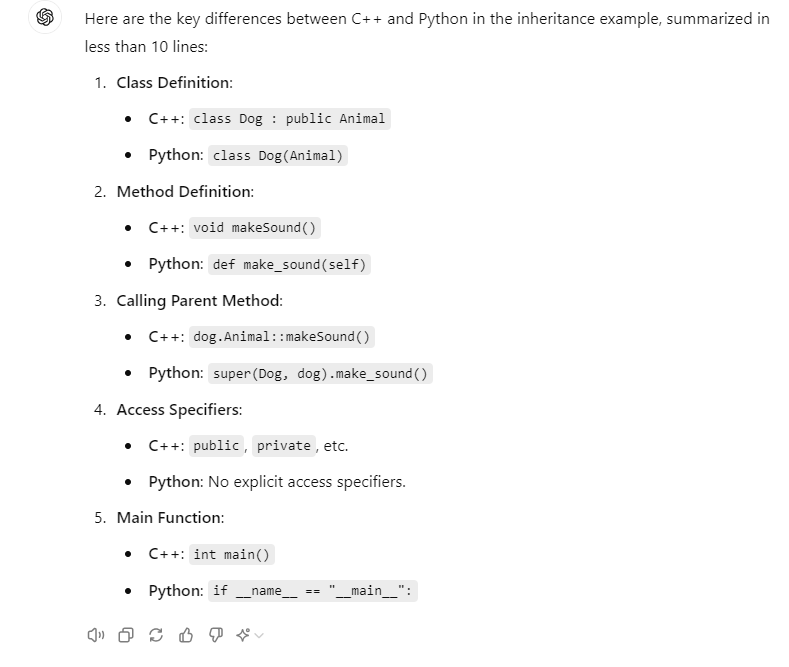 Here are the key differences between C++ and Python in the inheritance example, summarized in
less than 10 lines:
1. Class Definition:
• C++: class Dog : public Animal
• Python: class Dog(Animal)
2. Method Definition:
• C++: void makeSound()
• Python: def make_sound(self)
3. Calling Parent Method:
• C++: dog.Animal::makeSound()
• Python: super(Dog, dog).make_sound()
4. Access Specifiers:
• C++: public, private, etc.
• Python: No explicit access specifiers.
5. Main Function:
• C++: int main()
• Python: if __name__ == "__main__":